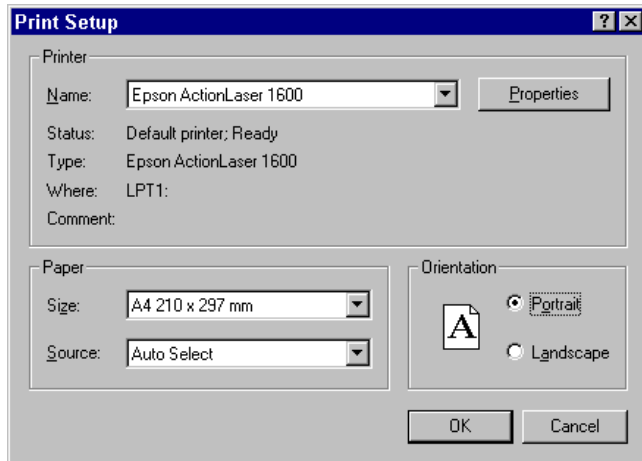 Print Setup
Printer
Name: Epson ActionLaser 1600 Properties
Status: Default printer; Ready
Type: Epson ActionLaser 1600
Where: LPT1:
Comment:
Paper
Size: A4 210 x 297 mm
Source: Auto Select
Orientation
A
Portrait
Landscape
OK Cancel